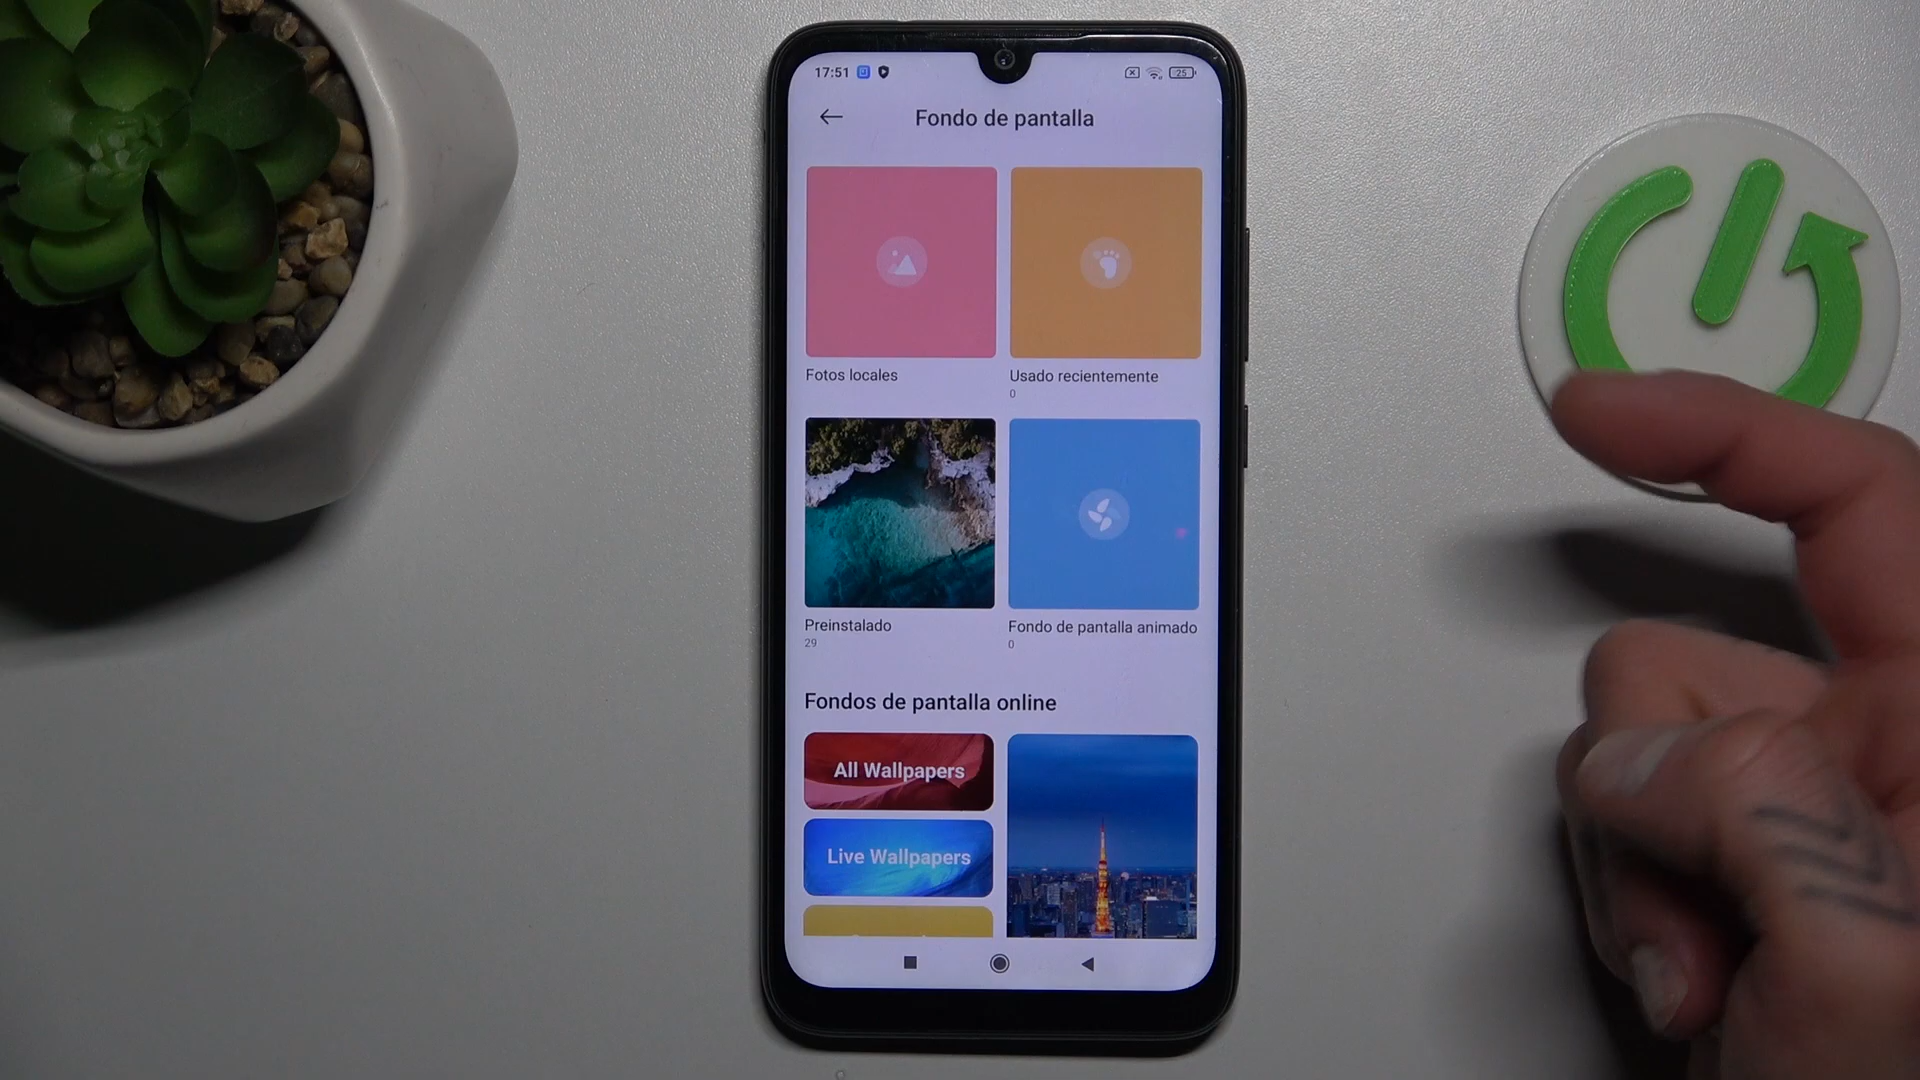 17:51
25
Fondo de pantalla
Fotos locales
Usado recientemente
0
Preinstalado
29
Fondo de pantalla animado
0
Fondos de pantalla online
All Wallpapers
Live Wallpapers